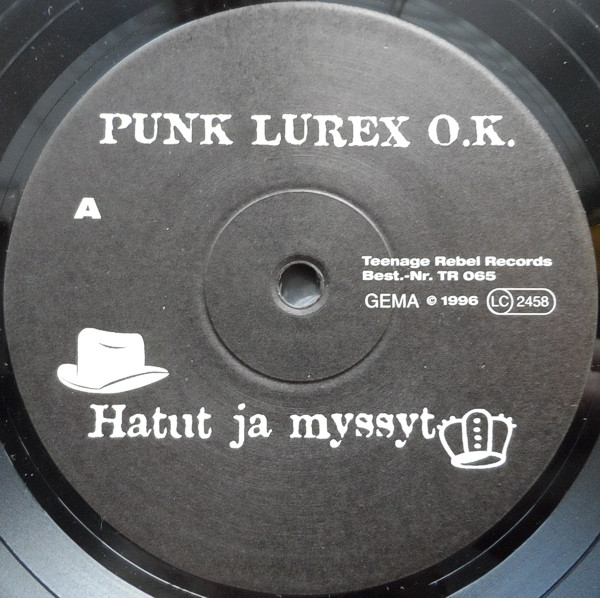 PUNK LUREX O.K.
A
Teenage Rebel Records
Best.-Nr. TR 065
GEMA © 1996 LC 2458
Hatut ja myssyt